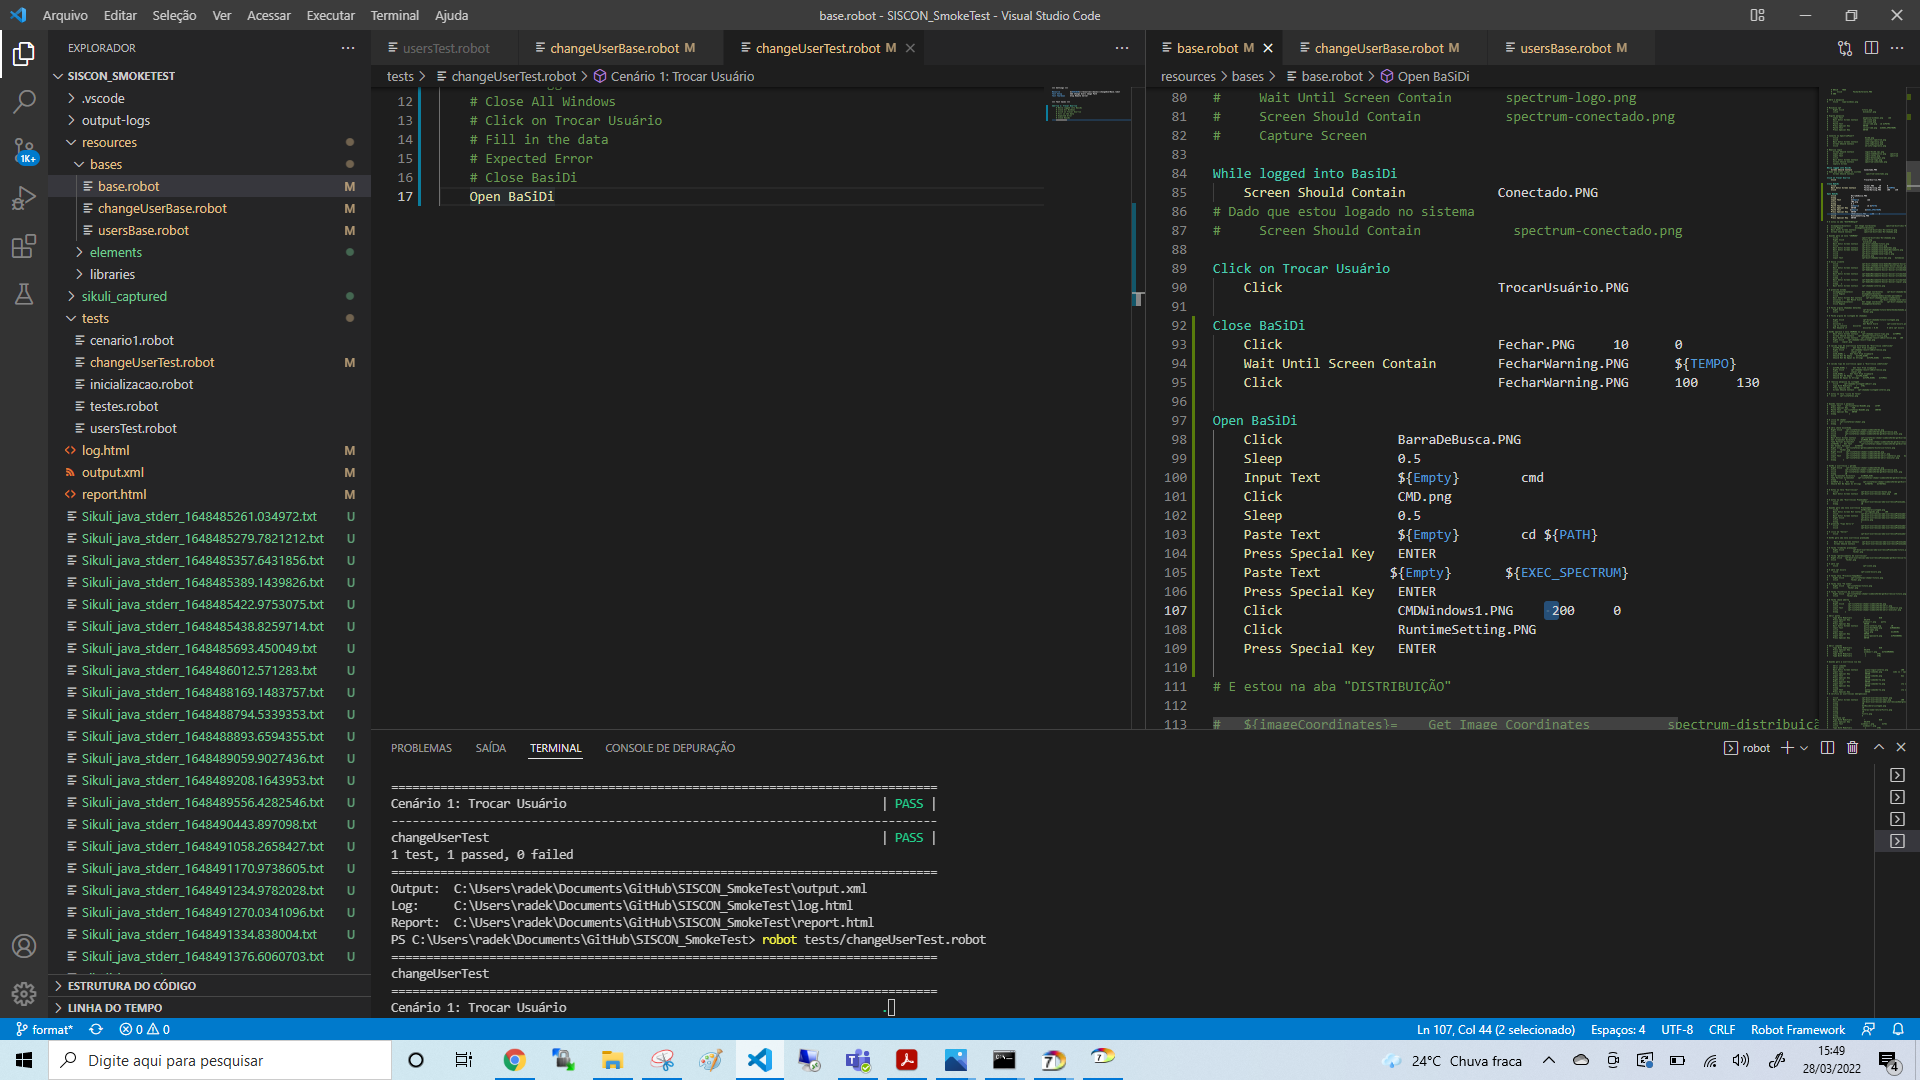 Arquivo Editar Seleção Ver Acessar Executar Terminal Ajuda
base.robot - SISCON_SmokeTest - Visual Studio Code
EXPLORADOR
SISCON_SMOKETEST
.vscode
output-logs
resources
bases
base.robot M
changeUserBase.robot M
usersBase.robot M
elements
libraries
sikuli_captured
tests
cenario1.robot
changeUserTest.robot M
inicializacao.robot
testes.robot
usersTest.robot
log.html M
output.xml M
report.html M
Sikuli_java_stderr_1648485261.034972.txt U
Sikuli_java_stderr_1648485279.7821212.txt U
Sikuli_java_stderr_1648485357.6431856.txt U
Sikuli_java_stderr_1648485389.1439826.txt U
Sikuli_java_stderr_1648485422.9753075.txt U
Sikuli_java_stderr_1648485438.8259714.txt U
Sikuli_java_stderr_1648485693.450049.txt U
Sikuli_java_stderr_1648486012.571283.txt U
Sikuli_java_stderr_1648488169.1483757.txt U
Sikuli_java_stderr_1648488794.5339353.txt U
Sikuli_java_stderr_1648488893.6594355.txt U
Sikuli_java_stderr_1648489059.9027436.txt U
Sikuli_java_stderr_1648489208.1643953.txt U
Sikuli_java_stderr_1648489556.4282546.txt U
Sikuli_java_stderr_1648490443.897098.txt U
Sikuli_java_stderr_1648491058.2658427.txt U
Sikuli_java_stderr_1648491170.9738605.txt U
Sikuli_java_stderr_1648491234.9782028.txt U
Sikuli_java_stderr_1648491270.0341096.txt U
Sikuli_java_stderr_1648491334.838004.txt U
Sikuli_java_stderr_1648491376.6060703.txt U
ESTRUTURA DO CÓDIGO
LINHA DO TEMPO
1K+
usersTest.robot changeUserBase.robot M changeUserTest.robot M
tests > changeUserTest.robot > Cenário 1: Trocar Usuário
12 # Close All Windows
13 # Click on Trocar Usuário
14 # Fill in the data
15 # Expected Error
16 # Close BasiDi
17 Open BaSiDi
base.robot M changeUserBase.robot M usersBase.robot M
resources > bases > base.robot > Open BaSiDi
80 # Wait Until Screen Contain spectrum-logo.png
81 # Screen Should Contain spectrum-conectado.png
82 # Capture Screen
83
84 While logged into BasiDi
85 Screen Should Contain Conectado.PNG
86 # Dado que estou logado no sistema
87 # Screen Should Contain spectrum-conectado.png
88
89 Click on Trocar Usuário
90 Click TrocarUsuário.PNG
91
92 Close BaSiDi
93 Click Fechar.PNG 10 0
94 Wait Until Screen Contain FecharWarning.PNG ${TEMPO}
95 Click FecharWarning.PNG 100 130
96
97 Open BaSiDi
98 Click BarraDeBusca.PNG
99 Sleep 0.5
100 Input Text ${Empty} cmd
101 Click CMD.png
102 Sleep 0.5
103 Paste Text ${Empty} cd ${PATH}
104 Press Special Key ENTER
105 Paste Text ${Empty} ${EXEC_SPECTRUM}
106 Press Special Key ENTER
107 Click CMDWindows1.PNG 200 0
108 Click RuntimeSetting.PNG
109 Press Special Key ENTER
110
111 # E estou na aba "DISTRIBUIÇÃO"
112
113 # ${imageCoordinates}= Get Image Coordinates spectrum-distribuiçã
PROBLEMAS SAÍDA TERMINAL CONSOLE DE DEPURAÇÃO
robot
==============================================================================
Cenário 1: Trocar Usuário | PASS |
------------------------------------------------------------------------------
changeUserTest | PASS |
1 test, 1 passed, 0 failed
==============================================================================
Output: C:\Users\radek\Documents\GitHub\SISCON_SmokeTest\output.xml
Log: C:\Users\radek\Documents\GitHub\SISCON_SmokeTest\log.html
Report: C:\Users\radek\Documents\GitHub\SISCON_SmokeTest\report.html
PS C:\Users\radek\Documents\GitHub\SISCON_SmokeTest> robot tests/changeUserTest.robot
==============================================================================
changeUserTest
==============================================================================
Cenário 1: Trocar Usuário .
format* 0 0
Ln 107, Col 44 (2 selecionado) Espaços: 4 UTF-8 CRLF Robot Framework
Digite aqui para pesquisar
24°C Chuva fraca
15:49
28/03/2022
4